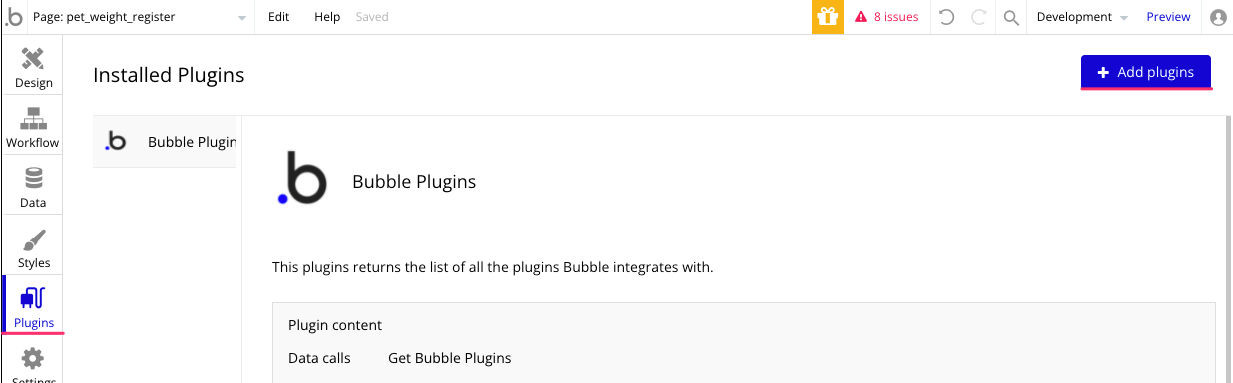 b Page: pet_weight_register Edit Help Saved 8 issues Development Preview
Design
Workflow
Data
Styles
Plugins
Settings
Installed Plugins
+ Add plugins
.b Bubble Plugin
.b Bubble Plugins
This plugins returns the list of all the plugins Bubble integrates with.
Plugin content
Data calls Get Bubble Plugins